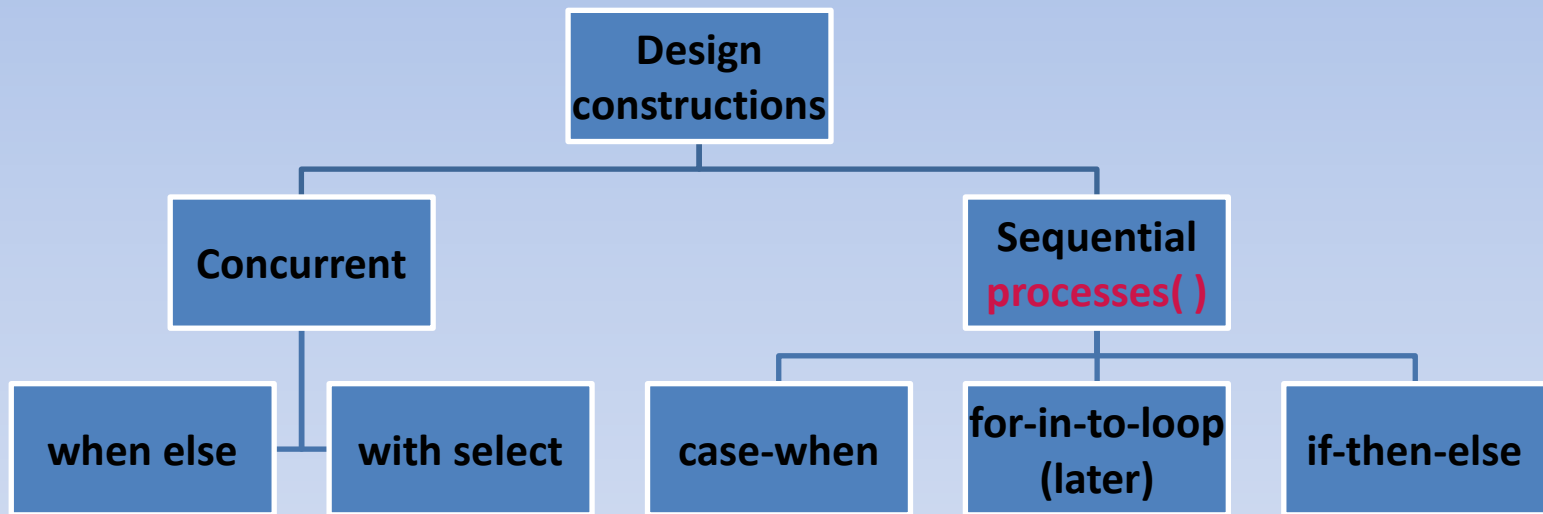 Design
constructions
Concurrent
Sequential
processes( )
when else
with select
case-when
for-in-to-loop
(later)
if-then-else